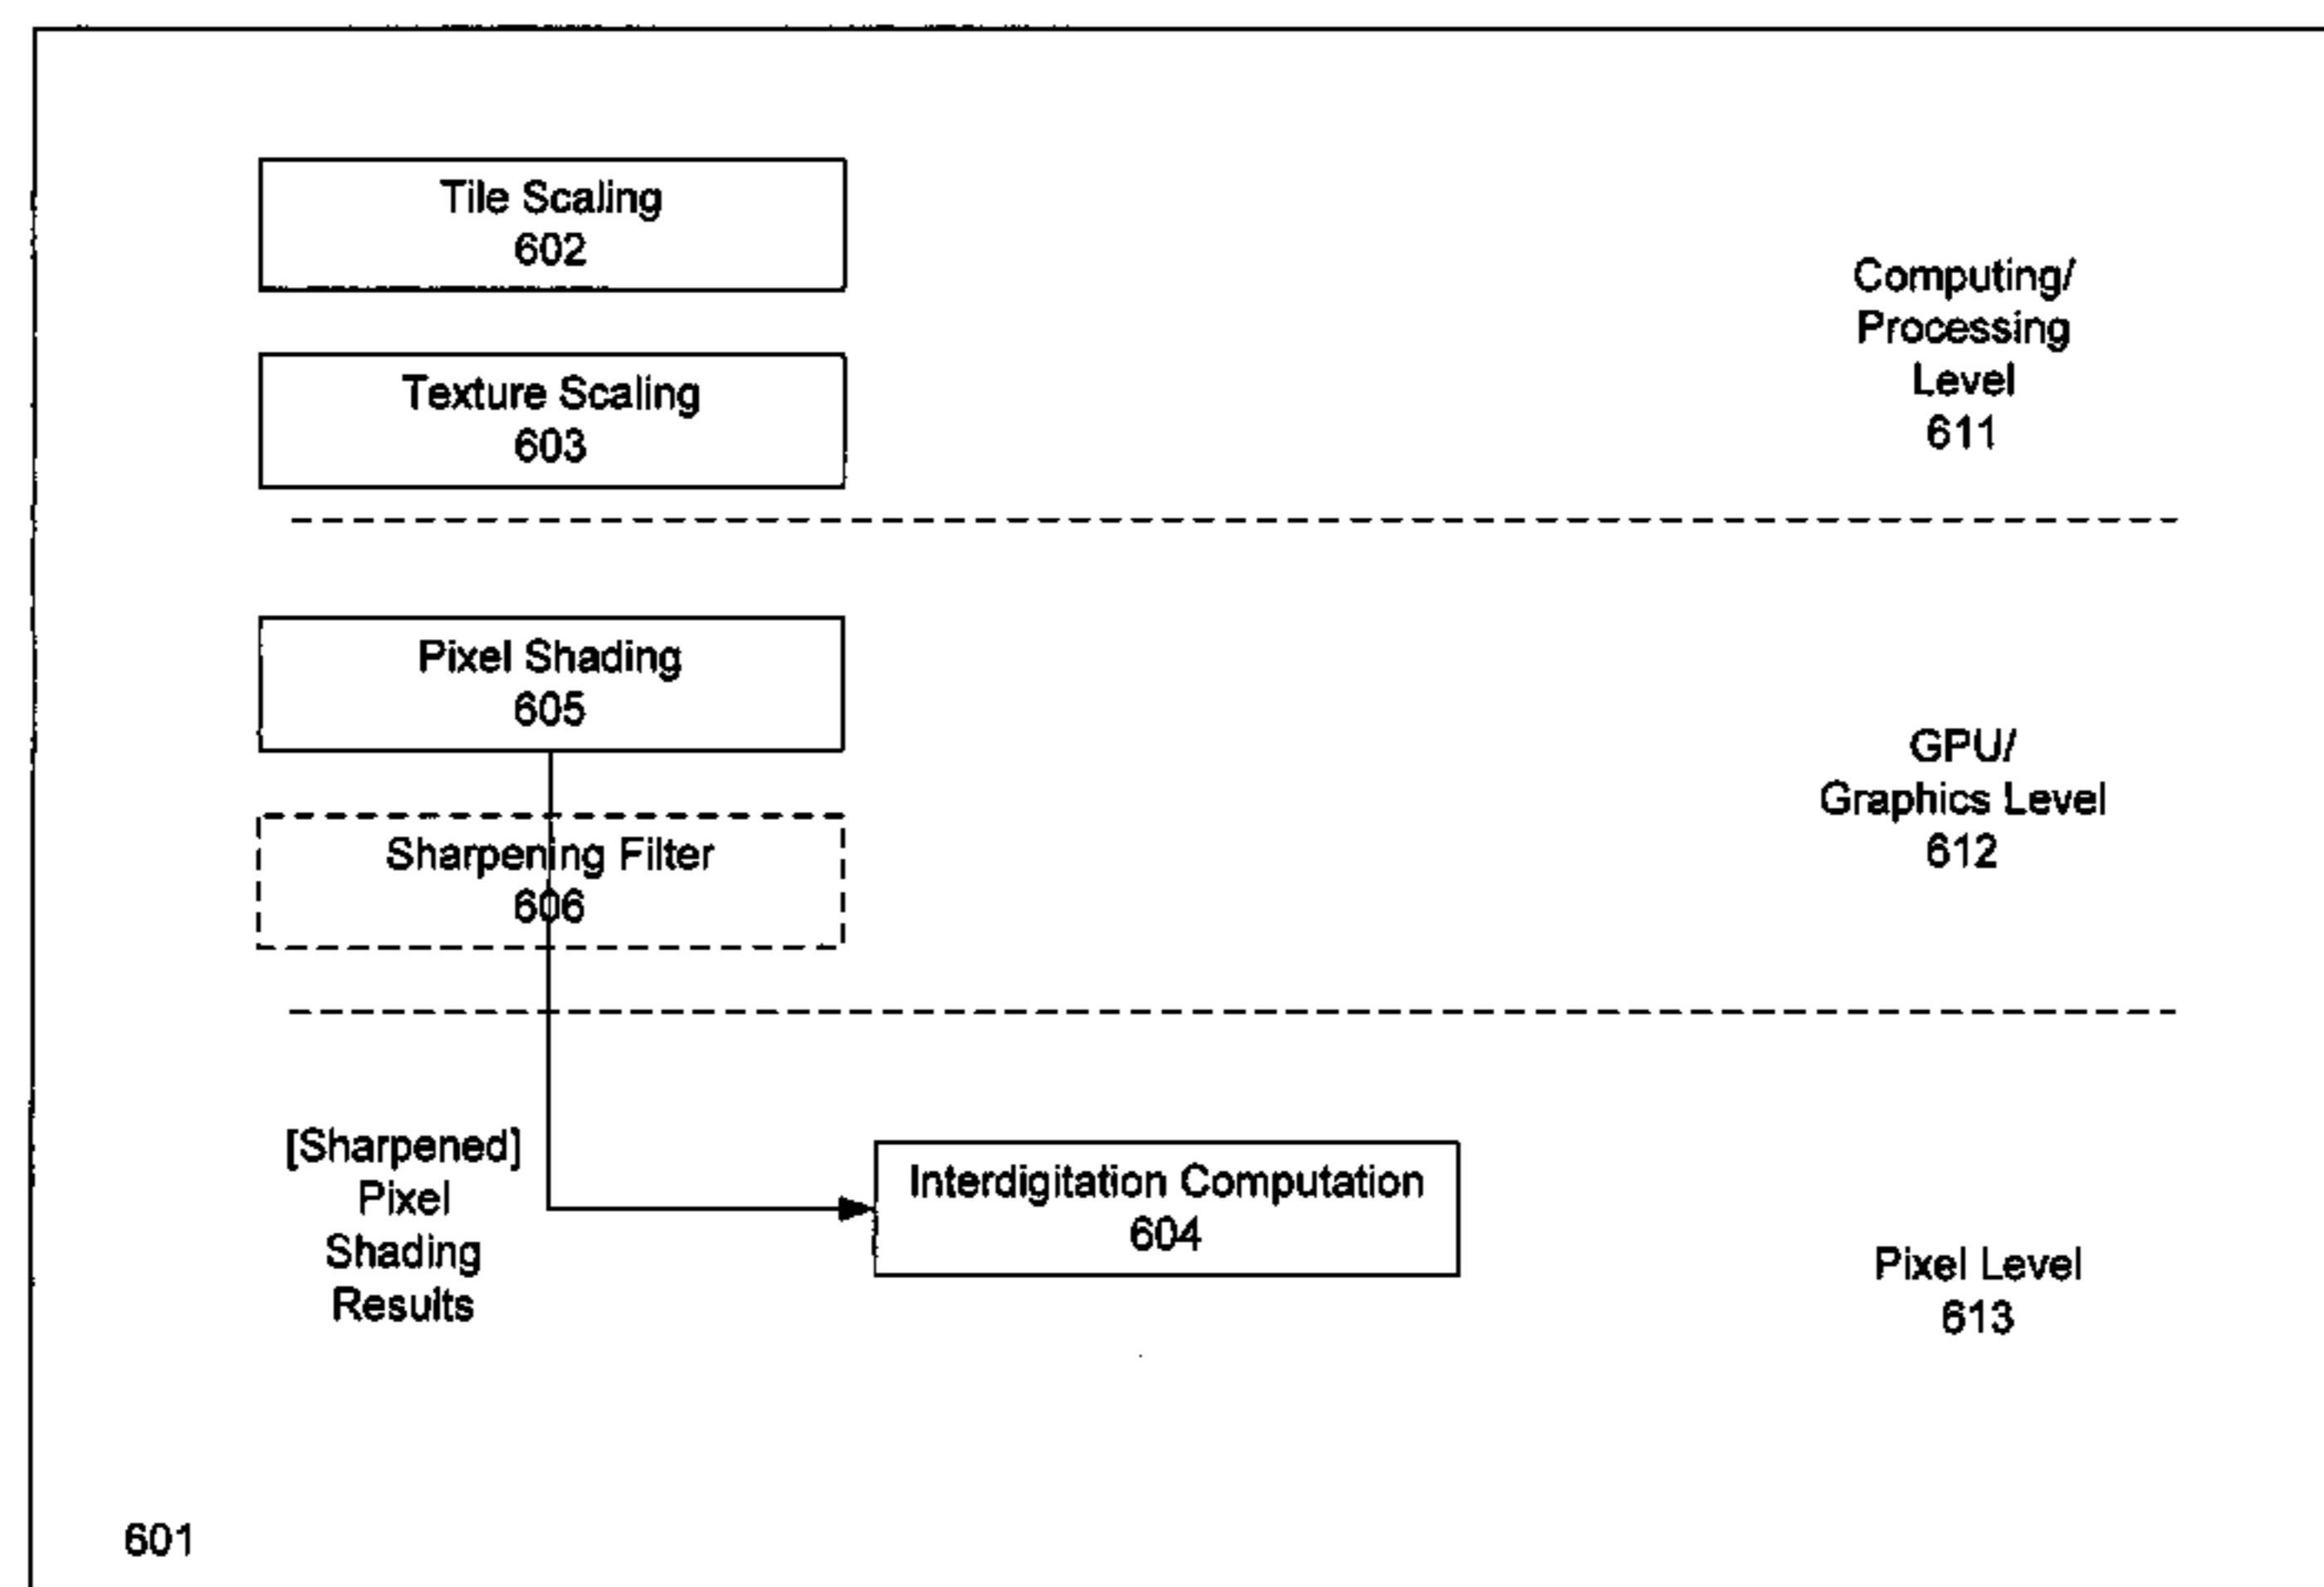 Tile Scaling
602
Texture Scaling
603
Computing/
Processing
Level
611
Pixel Shading
605
Sharpening Filter
606
GPU/
Graphics Level
612
[Sharpened]
Pixel
Shading
Results
Interdigitation Computation
604
Pixel Level
613
601